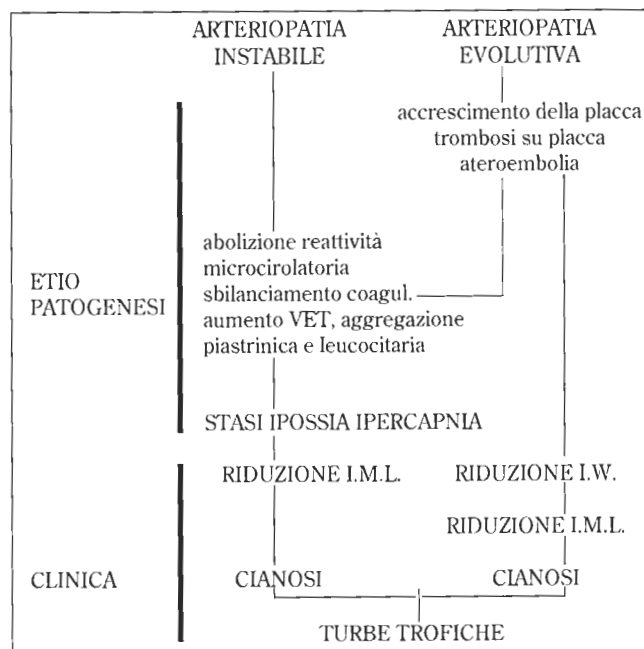 ARTERIOPATIA
INSTABILE
ARTERIOPATIA
EVOLUTIVA
accrescimento della placca
trombosi su placca
ateroembolia
ETIO
PATOGENESI
abolizione reattività
microcirolatoria
sbilanciamento coagul.
aumento VET, aggregazione
piastrinica e leucocitaria
STASI IPOSSIA IPERCAPNIA
CLINICA
RIDUZIONE I.M.L.
RIDUZIONE I.W.
RIDUZIONE I.M.L.
CIANOSI
CIANOSI
TURBE TROFICHE